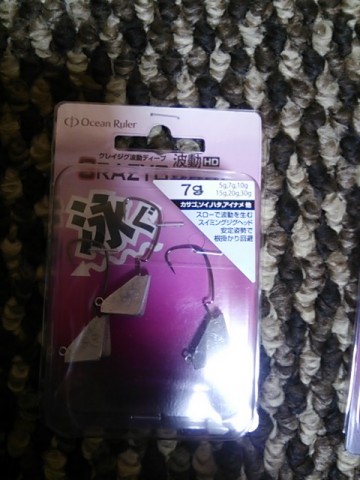 Ocean Ruler
クレイジグ波動ディープ 波動HD
7g
5g,7g,10g
15g,20g,30g
カサゴ,ソイ,ハタ,アイナメ 他
スローで波動を生む
スイミングジグヘッド
安定姿勢で
根掛かり回避
泳ぐ